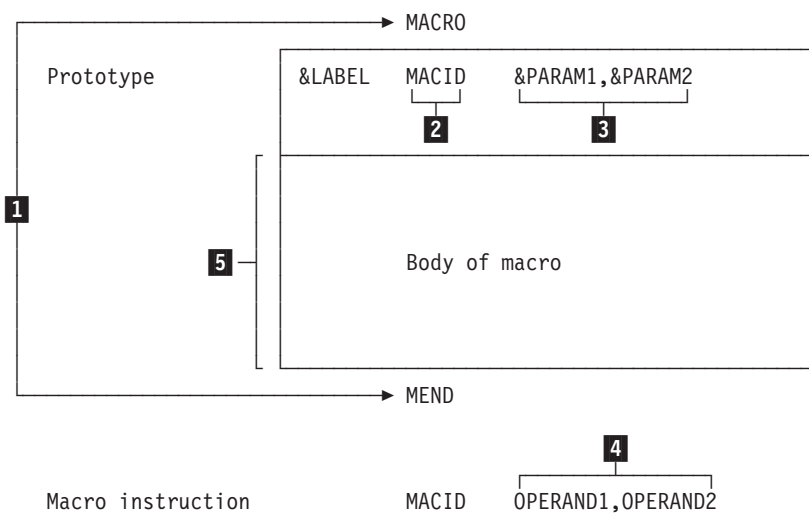 MACRO
Prototype &LABEL MACID &PARAM1,&PARAM2
2 3
1
5 Body of macro
MEND
4
Macro instruction MACID OPERAND1,OPERAND2